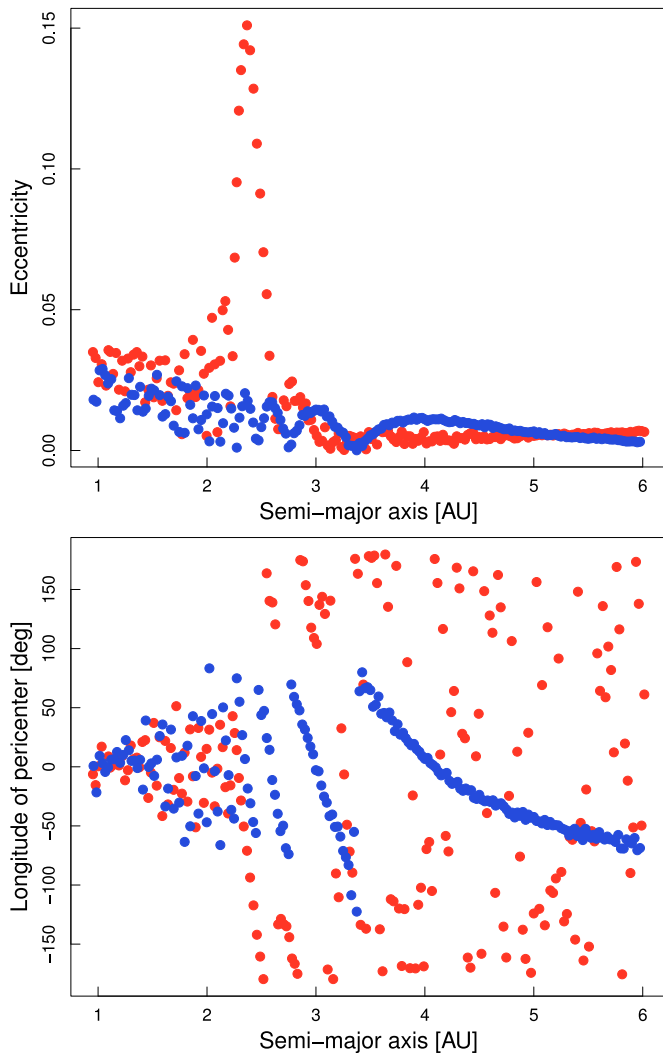 Eccentricity
0.15
0.10
0.05
0.00
1 2 3 4 5 6
Semi−major axis [AU]
Longitude of pericenter [deg]
150
100
50
0
−50
−100
−150
1 2 3 4 5 6
Semi−major axis [AU]